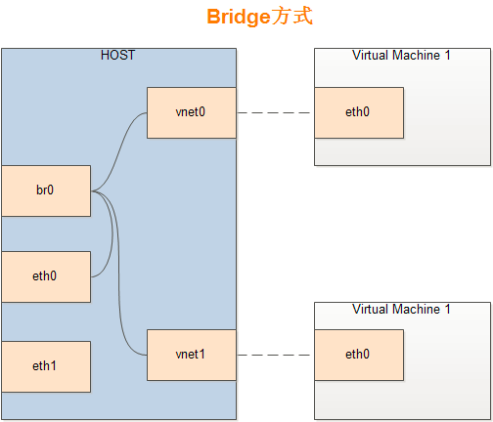 Bridge方式
HOST
Virtual Machine 1
vnet0
eth0
br0
eth0
Virtual Machine 1
vnet1
eth0
eth1